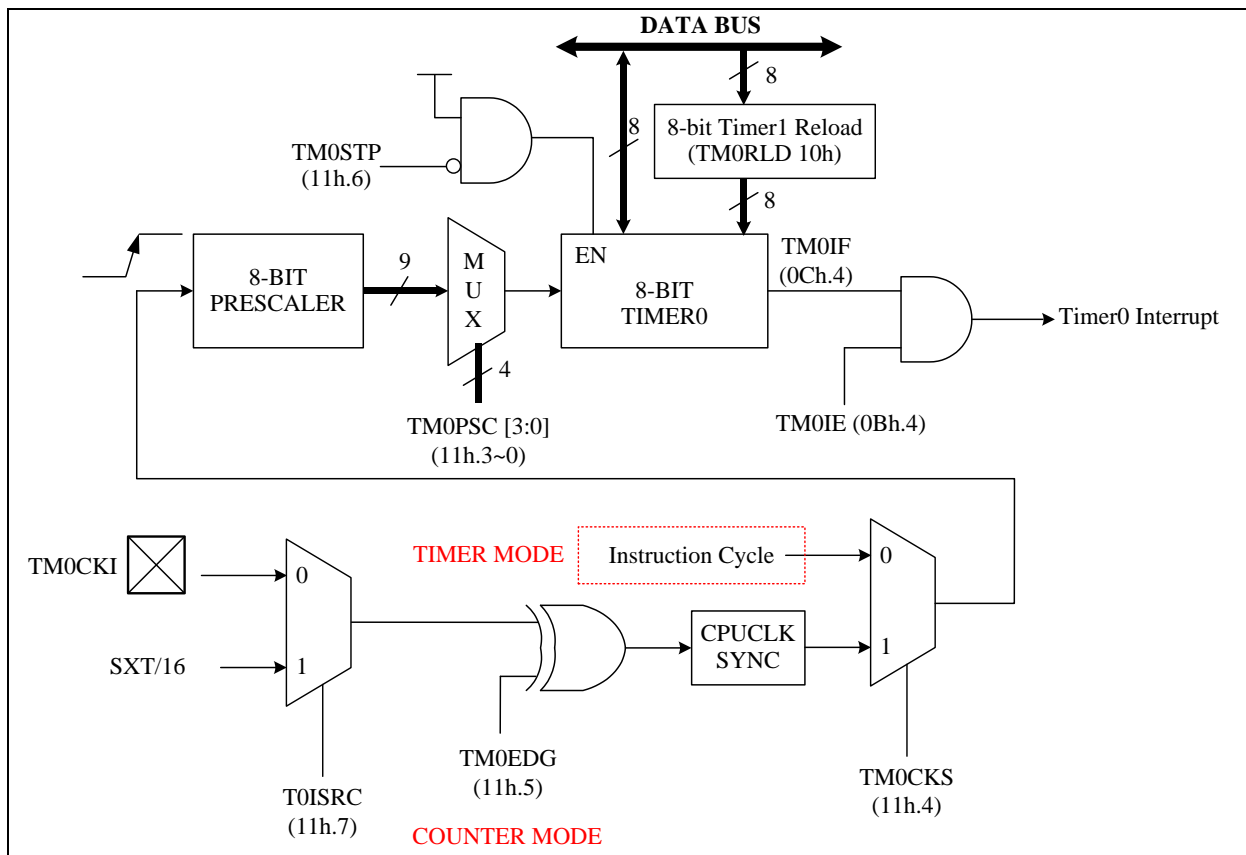 DATA BUS
8
8
8-bit Timer1 Reload
(TM0RLD 10h)
TM0STP
(11h.6)
8
8-BIT
PRESCALER
9
M
U
X
EN
8-BIT
TIMER0
TM0IF
(0Ch.4)
Timer0 Interrupt
4
TM0PSC [3:0]
(11h.3~0)
TM0IE (0Bh.4)
TM0CKI
0
TIMER MODE
Instruction Cycle
0
SXT/16
1
CPUCLK
SYNC
1
TM0EDG
(11h.5)
T0ISRC
(11h.7)
TM0CKS
(11h.4)
COUNTER MODE